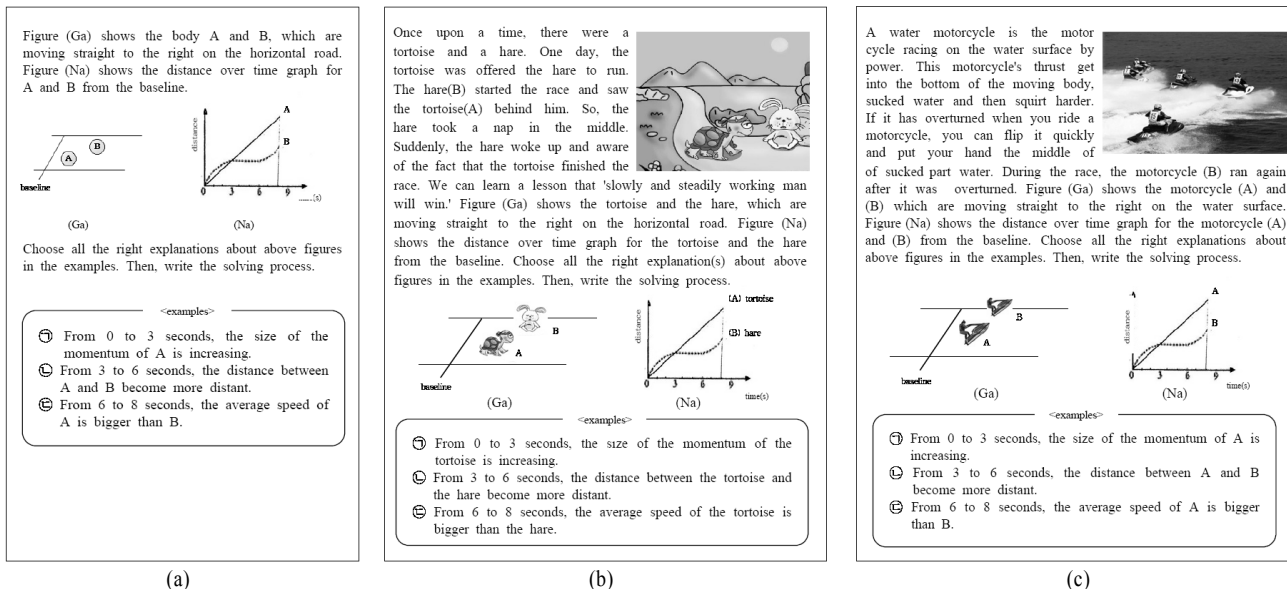 Figure (Ga) shows the body A and B, which are
moving straight to the right on the horizontal road.
Figure (Na) shows the distance over time graph for
A and B from the baseline.
A
B
baseline
(Ga)
distance
A
B
0
3
6
9
(s)
(Na)
Choose all the right explanations about above figures
in the examples. Then, write the solving process.
<examples>
㉠ From 0 to 3 seconds, the size of the
momentum of A is increasing.
㉡ From 3 to 6 seconds, the distance between
A and B become more distant.
㉢ From 6 to 8 seconds, the average speed of
A is bigger than B.
(a)
Once upon a time, there were a
tortoise and a hare. One day, the
tortoise was offered the hare to run.
The hare(B) started the race and saw
the tortoise(A) behind him. So, the
hare took a nap in the middle.
Suddenly, the hare woke up and aware
of the fact that the tortoise finished the
race. We can learn a lesson that 'slowly and steadily working man
will win.' Figure (Ga) shows the tortoise and the hare, which are
moving straight to the right on the horizontal road. Figure (Na)
shows the distance over time graph for the tortoise and the hare
from the baseline. Choose all the right explanation(s) about above
figures in the examples. Then, write the solving process.
B
A
baseline
(Ga)
distance
(A) tortoise
(B) hare
0
3
6
9
time(s)
(Na)
<examples>
㉠ From 0 to 3 seconds, the size of the momentum of the
tortoise is increasing.
㉡ From 3 to 6 seconds, the distance between the tortoise and
the hare become more distant.
㉢ From 6 to 8 seconds, the average speed of the tortoise is
bigger than the hare.
(b)
A water motorcycle is the motor
cycle racing on the water surface by
power. This motorcycle's thrust get
into the bottom of the moving body,
sucked water and then squirt harder.
If it has overturned when you ride a
motorcycle, you can flip it quickly
and put your hand the middle of
of sucked part water. During the race, the motorcycle (B) ran again
after it was overturned. Figure (Ga) shows the motorcycle (A) and
(B) which are moving straight to the right on the water surface.
Figure (Na) shows the distance over time graph for the motorcycle (A)
and (B) from the baseline. Choose all the right explanations about
above figures in the examples. Then, write the solving process.
B
A
baseline
(Ga)
distance
A
B
0
3
6
9
time(s)
(Na)
<examples>
㉠ From 0 to 3 seconds, the size of the momentum of A is
increasing.
㉡ From 3 to 6 seconds, the distance between A and B
become more distant.
㉢ From 6 to 8 seconds, the average speed of A is bigger
than B.
(c)